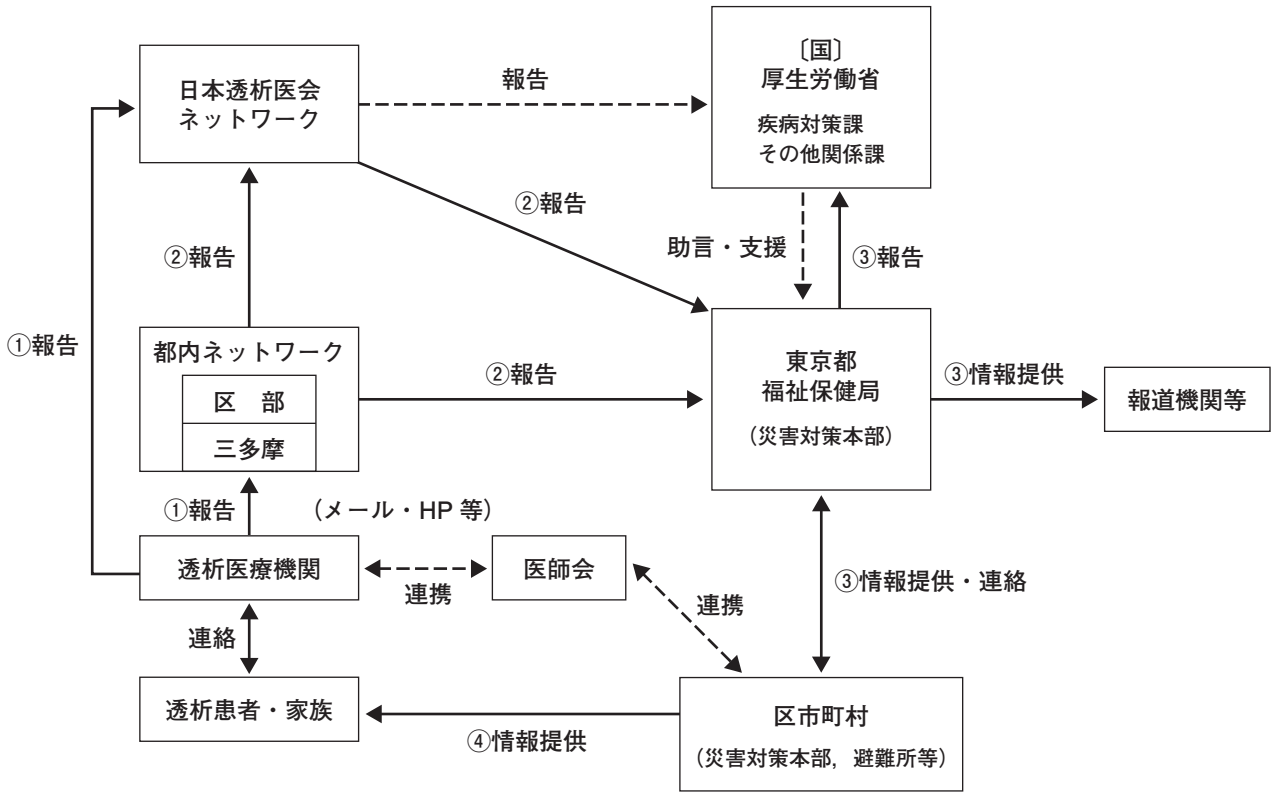 日本透析医会
ネットワーク
報告
〔国〕
厚生労働省
疾病対策課
その他関係課
②報告
②報告
助言・支援
③報告
①報告
都内ネットワーク
区　部
三多摩
②報告
東京都
福祉保健局
（災害対策本部）
③情報提供
報道機関等
①報告
（メール・HP 等）
透析医療機関
連携
医師会
連携
③情報提供・連絡
連絡
透析患者・家族
④情報提供
区市町村
（災害対策本部，避難所等）